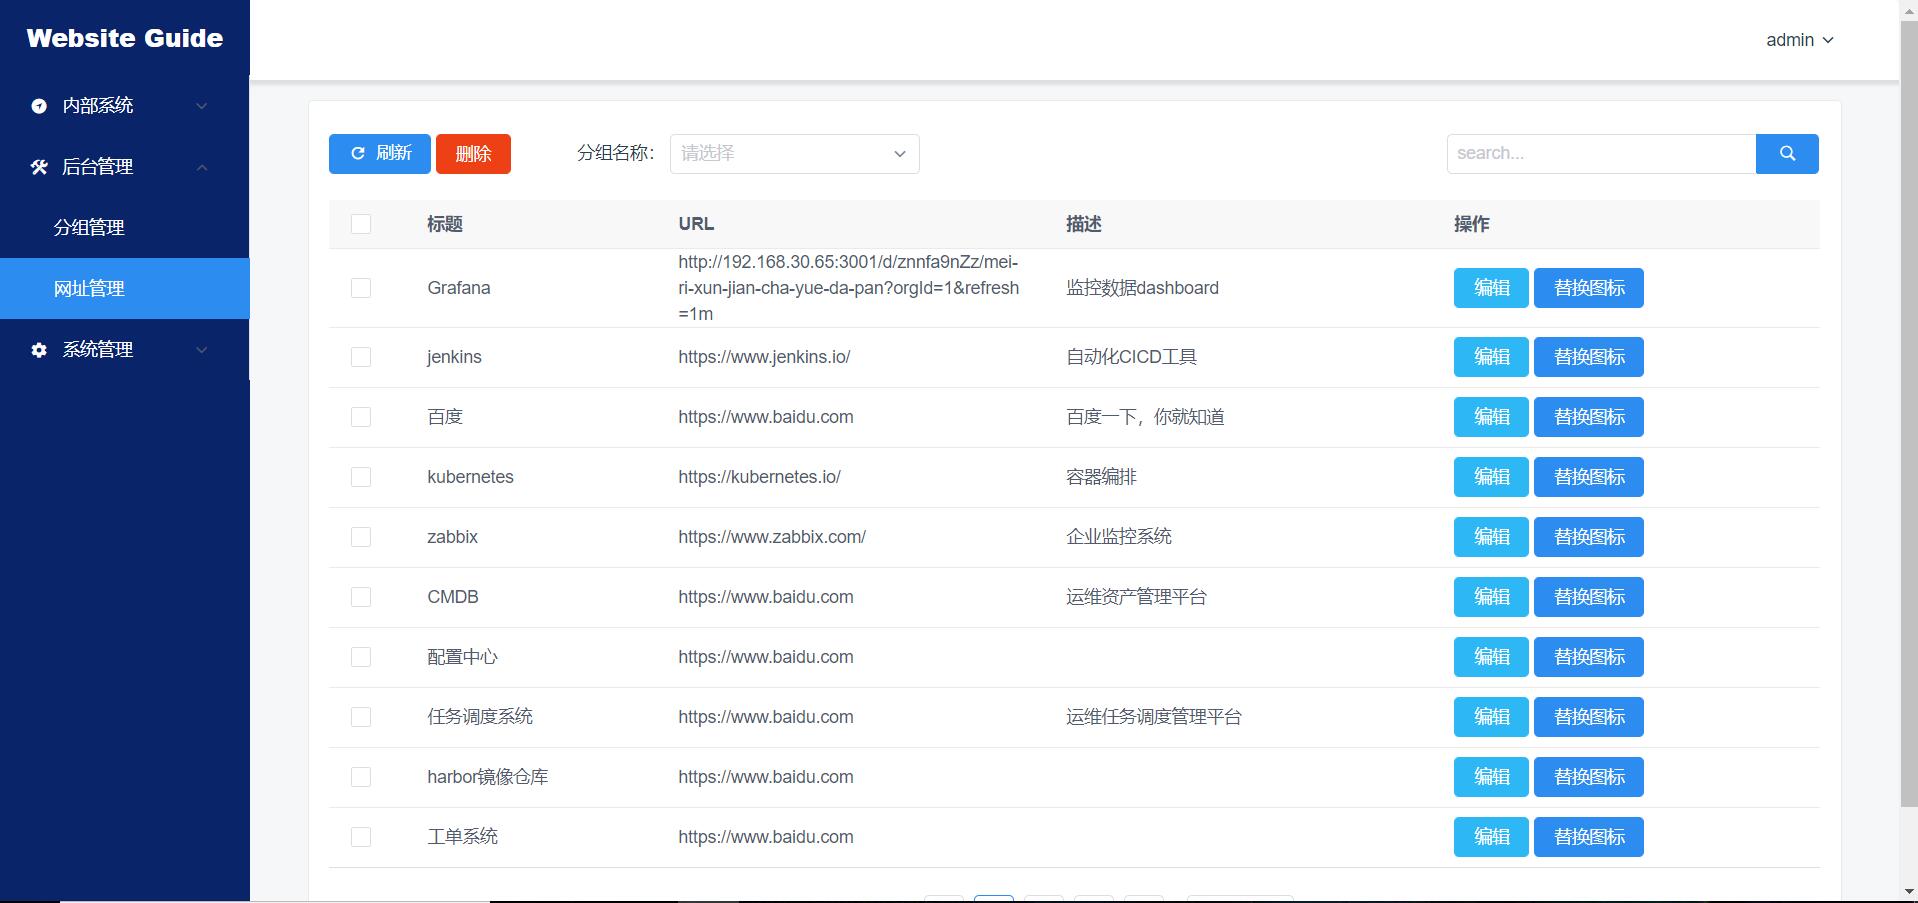 Website Guide
admin
内部系统
后台管理
分组管理
网址管理
系统管理
刷新 删除 分组名称： 请选择 search...
标题 URL 描述 操作
Grafana http://192.168.30.65:3001/d/znnfa9nZz/mei-
ri-xun-jian-cha-yue-da-pan?orgId=1&refresh
=1m 监控数据dashboard 编辑 替换图标
jenkins https://www.jenkins.io/ 自动化CICD工具 编辑 替换图标
百度 https://www.baidu.com 百度一下，你就知道 编辑 替换图标
kubernetes https://kubernetes.io/ 容器编排 编辑 替换图标
zabbix https://www.zabbix.com/ 企业监控系统 编辑 替换图标
CMDB https://www.baidu.com 运维资产管理平台 编辑 替换图标
配置中心 https://www.baidu.com 编辑 替换图标
任务调度系统 https://www.baidu.com 运维任务调度管理平台 编辑 替换图标
harbor镜像仓库 https://www.baidu.com 编辑 替换图标
工单系统 https://www.baidu.com 编辑 替换图标